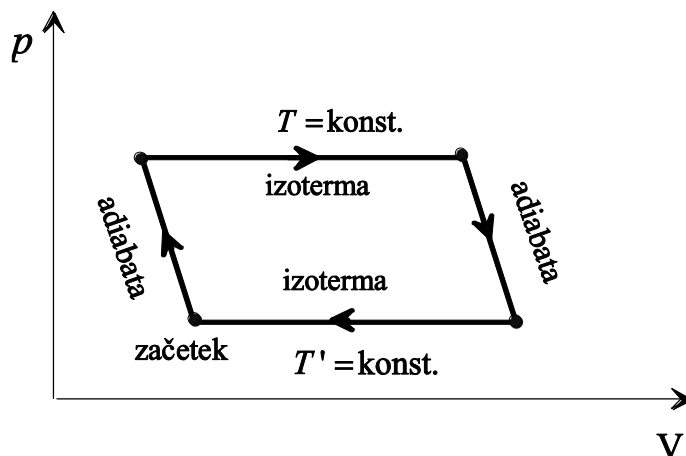 p
T = konst.
izoterma
adiabata
adiabata
izoterma
začetek
T' = konst.
V